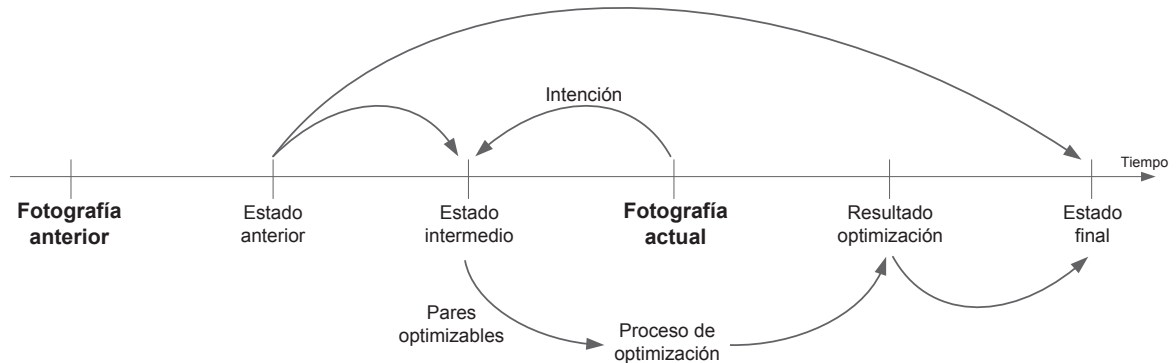 Intención
Tiempo
Fotografía
anterior
Estado
anterior
Estado
intermedio
Fotografía
actual
Resultado
optimización
Estado
final
Pares
optimizables
Proceso de
optimización